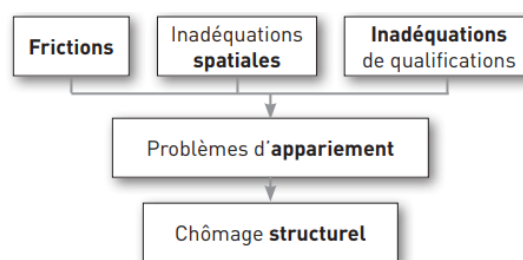 Frictions
Inadéquations
spatiales
Inadéquations
de qualifications
Problèmes d'appariement
Chômage structurel